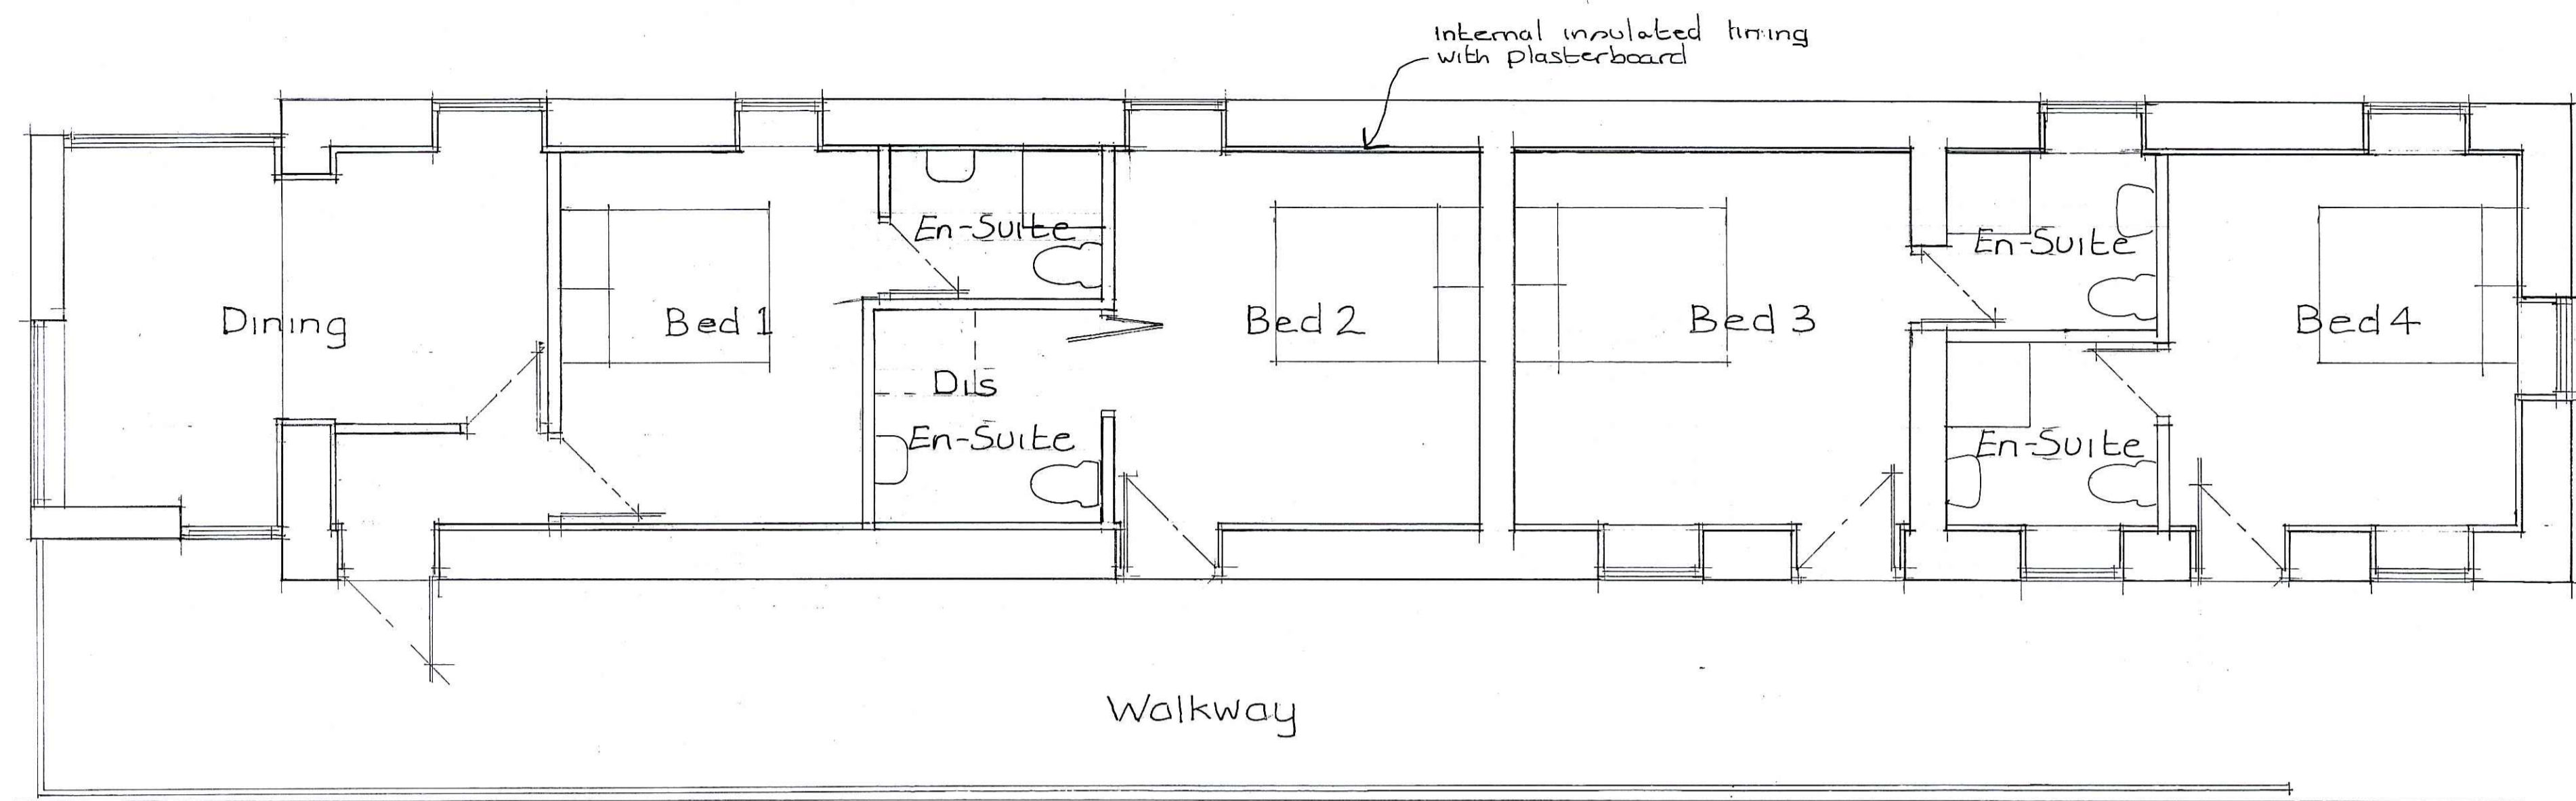 Internal insulated lining
with plasterboard
En-Suite
En-Suite
Dining
Bed 1
Bed 2
Bed 3
Bed 4
Dis
En-Suite
En-Suite
Walkway